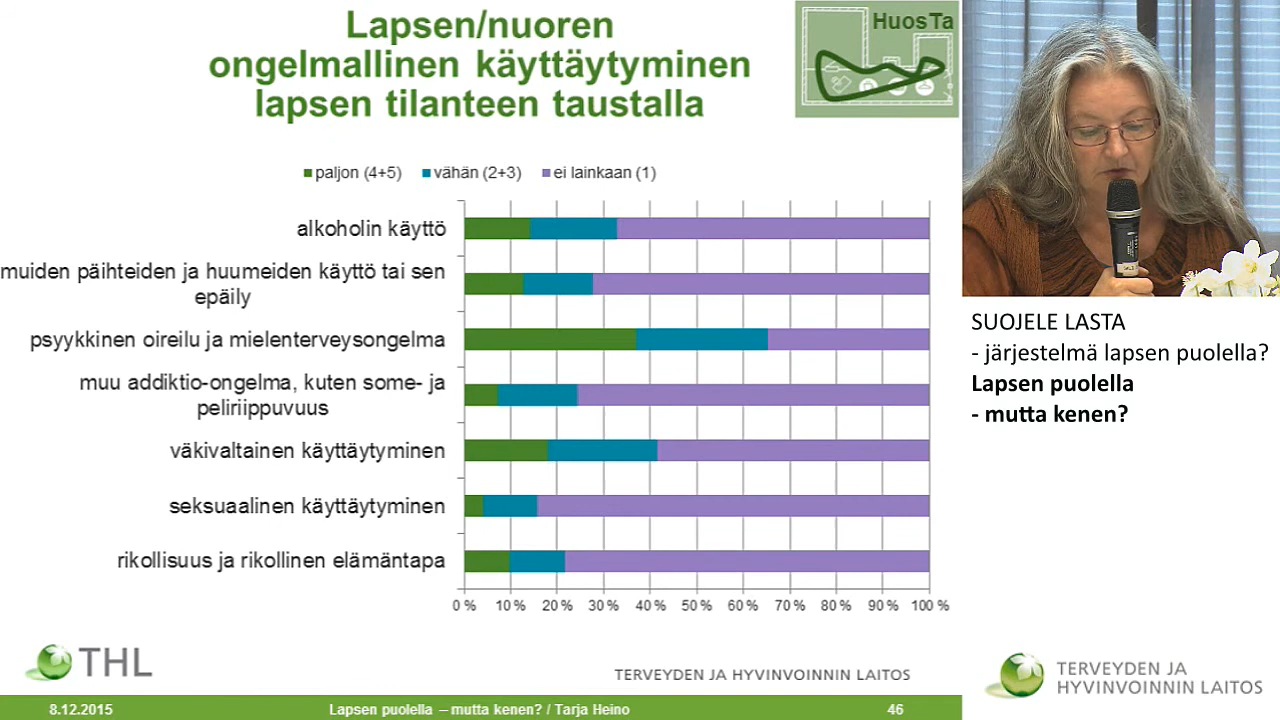 Lapsen/nuoren
ongelmallinen käyttäytyminen
lapsen tilanteen taustalla
HuosTa
paljon (4+5) vähän (2+3) ei lainkaan (1)
alkoholin käyttö
muiden päihteiden ja huumeiden käyttö tai sen
epäily
psyykkinen oireilu ja mielenterveysongelma
muu addiktio-ongelma, kuten some- ja
peliriippuvuus
väkivaltainen käyttäytyminen
seksuaalinen käyttäytyminen
rikollisuus ja rikollinen elämäntapa
0 % 10 % 20 % 30 % 40 % 50 % 60 % 70 % 80 % 90 % 100 %
THL
TERVEYDEN JA HYVINVOINNIN LAITOS
8.12.2015 Lapsen puolella – mutta kenen? / Tarja Heino 46
SUOJELE LASTA
- järjestelmä lapsen puolella?
Lapsen puolella
- mutta kenen?
TERVEYDEN JA
HYVINVOINNIN LAITOS